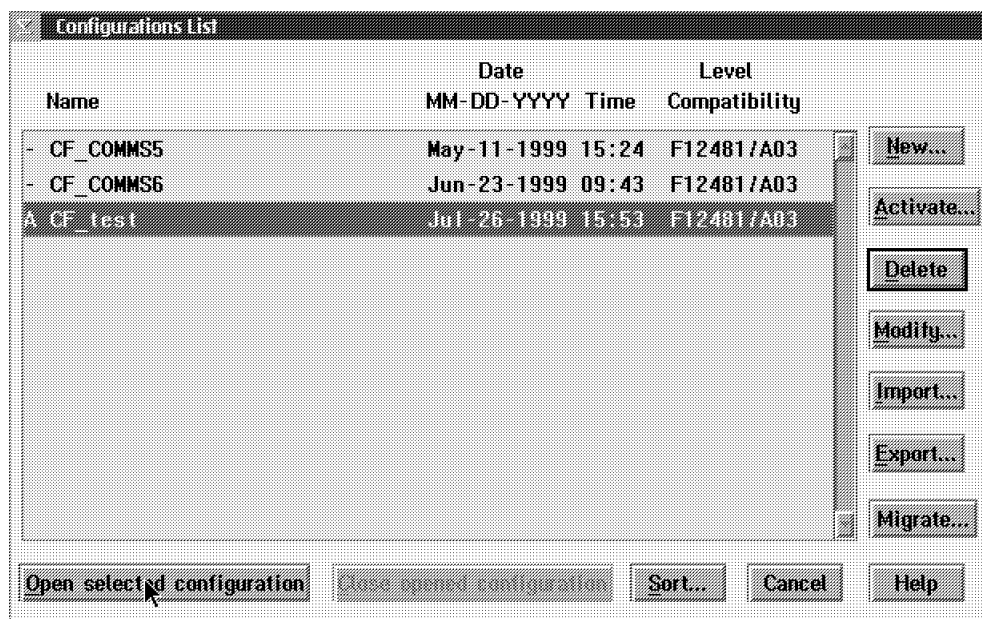 Configurations List
Date Level
Name MM-DD-YYYY Time Compatibility
- CF_COMMS5 May-11-1999 15:24 F12481/A03
- CF_COMMS6 Jun-23-1999 09:43 F12481/A03
A CF_test Jul-26-1999 15:53 F12481/A03
New...
Activate...
Delete
Modify...
Import...
Export...
Migrate...
Open selected configuration Close opened configuration Sort... Cancel Help